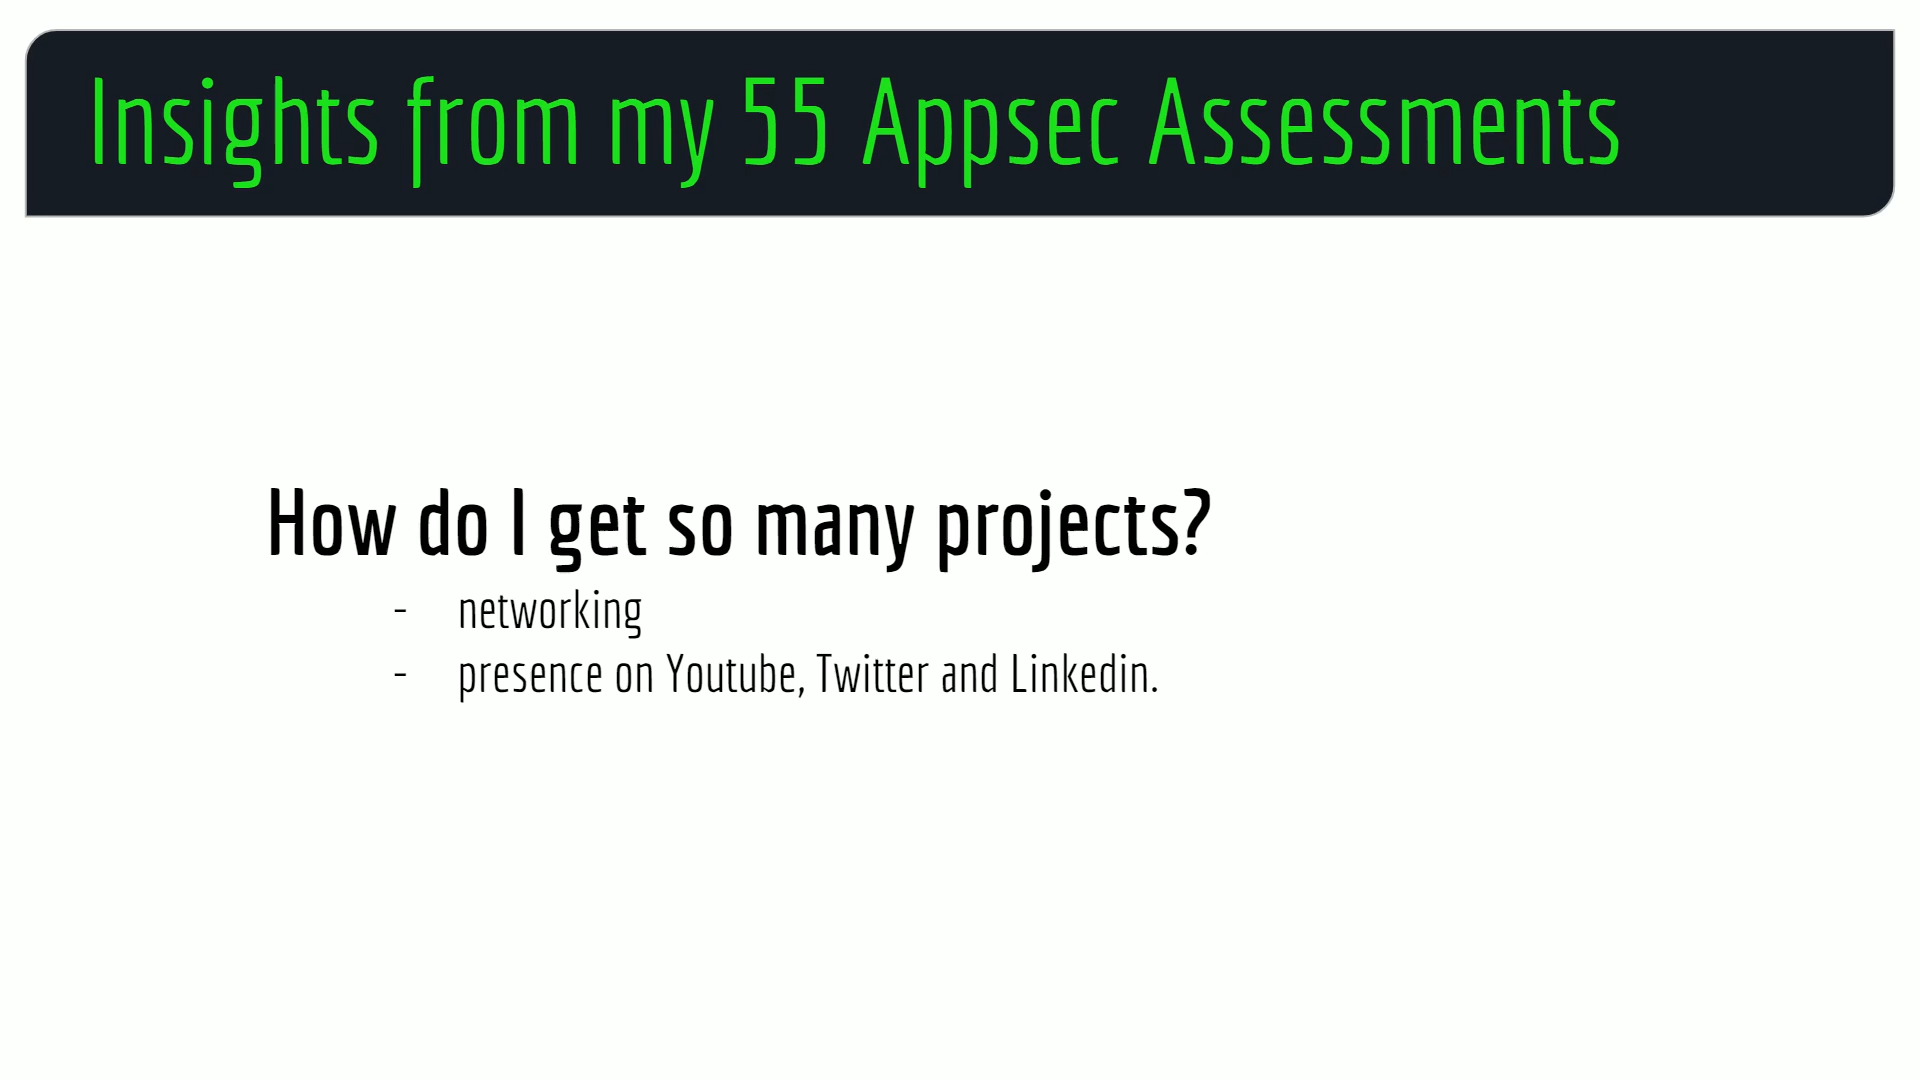 Insights from my 55 Appsec Assessments
How do I get so many projects?
- networking
- presence on Youtube, Twitter and Linkedin.